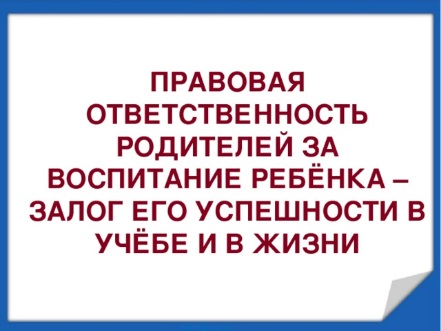 ПРАВОВАЯ
ОТВЕТСТВЕННОСТЬ
РОДИТЕЛЕЙ ЗА
ВОСПИТАНИЕ РЕБЁНКА –
ЗАЛОГ ЕГО УСПЕШНОСТИ В
УЧЁБЕ И В ЖИЗНИ